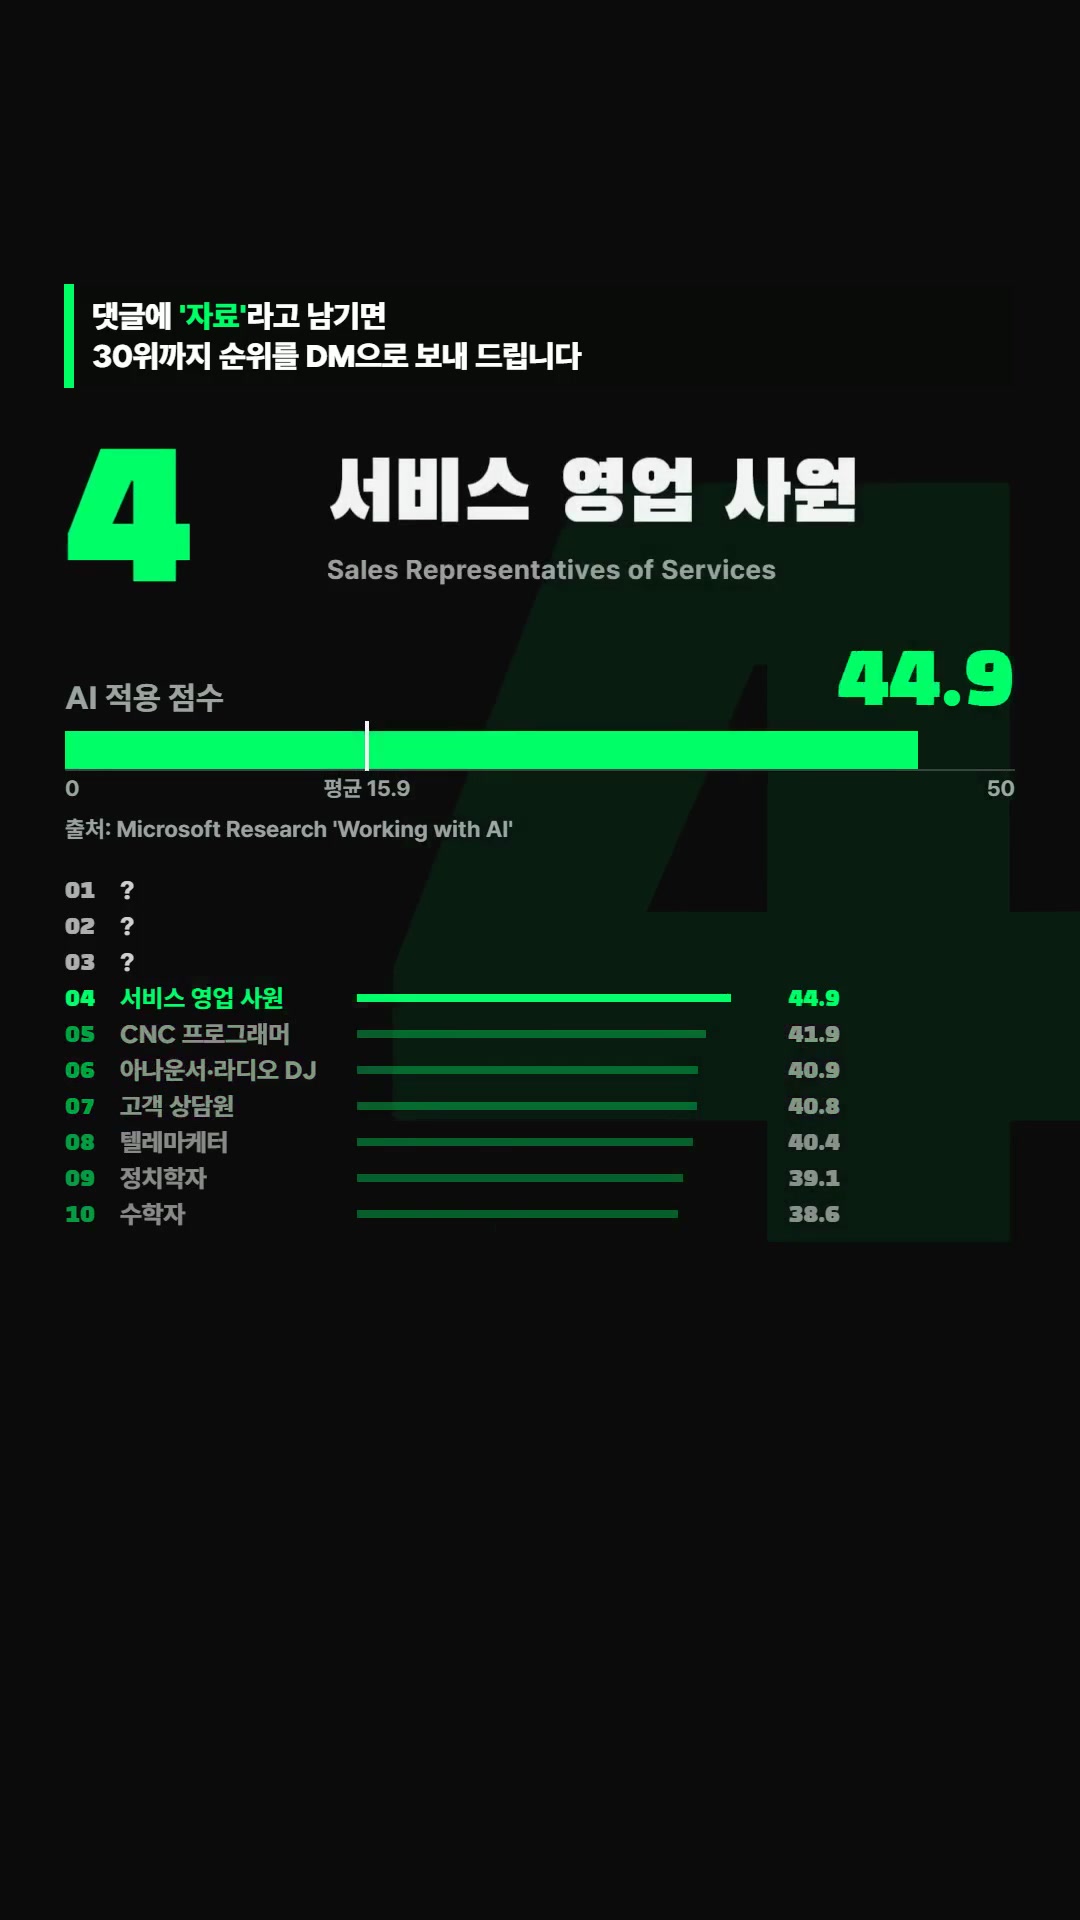 댓글에 '자료'라고 남기면
30위까지 순위를 DM으로 보내 드립니다
4
서비스 영업 사원
Sales Representatives of Services
AI 적용 점수
44.9
0
평균 15.9
50
출처: Microsoft Research 'Working with AI'
01 ?
02 ?
03 ?
04 서비스 영업 사원 44.9
05 CNC 프로그래머 41.9
06 아나운서·라디오 DJ 40.9
07 고객 상담원 40.8
08 텔레마케터 40.4
09 정치학자 39.1
10 수학자 38.6
4